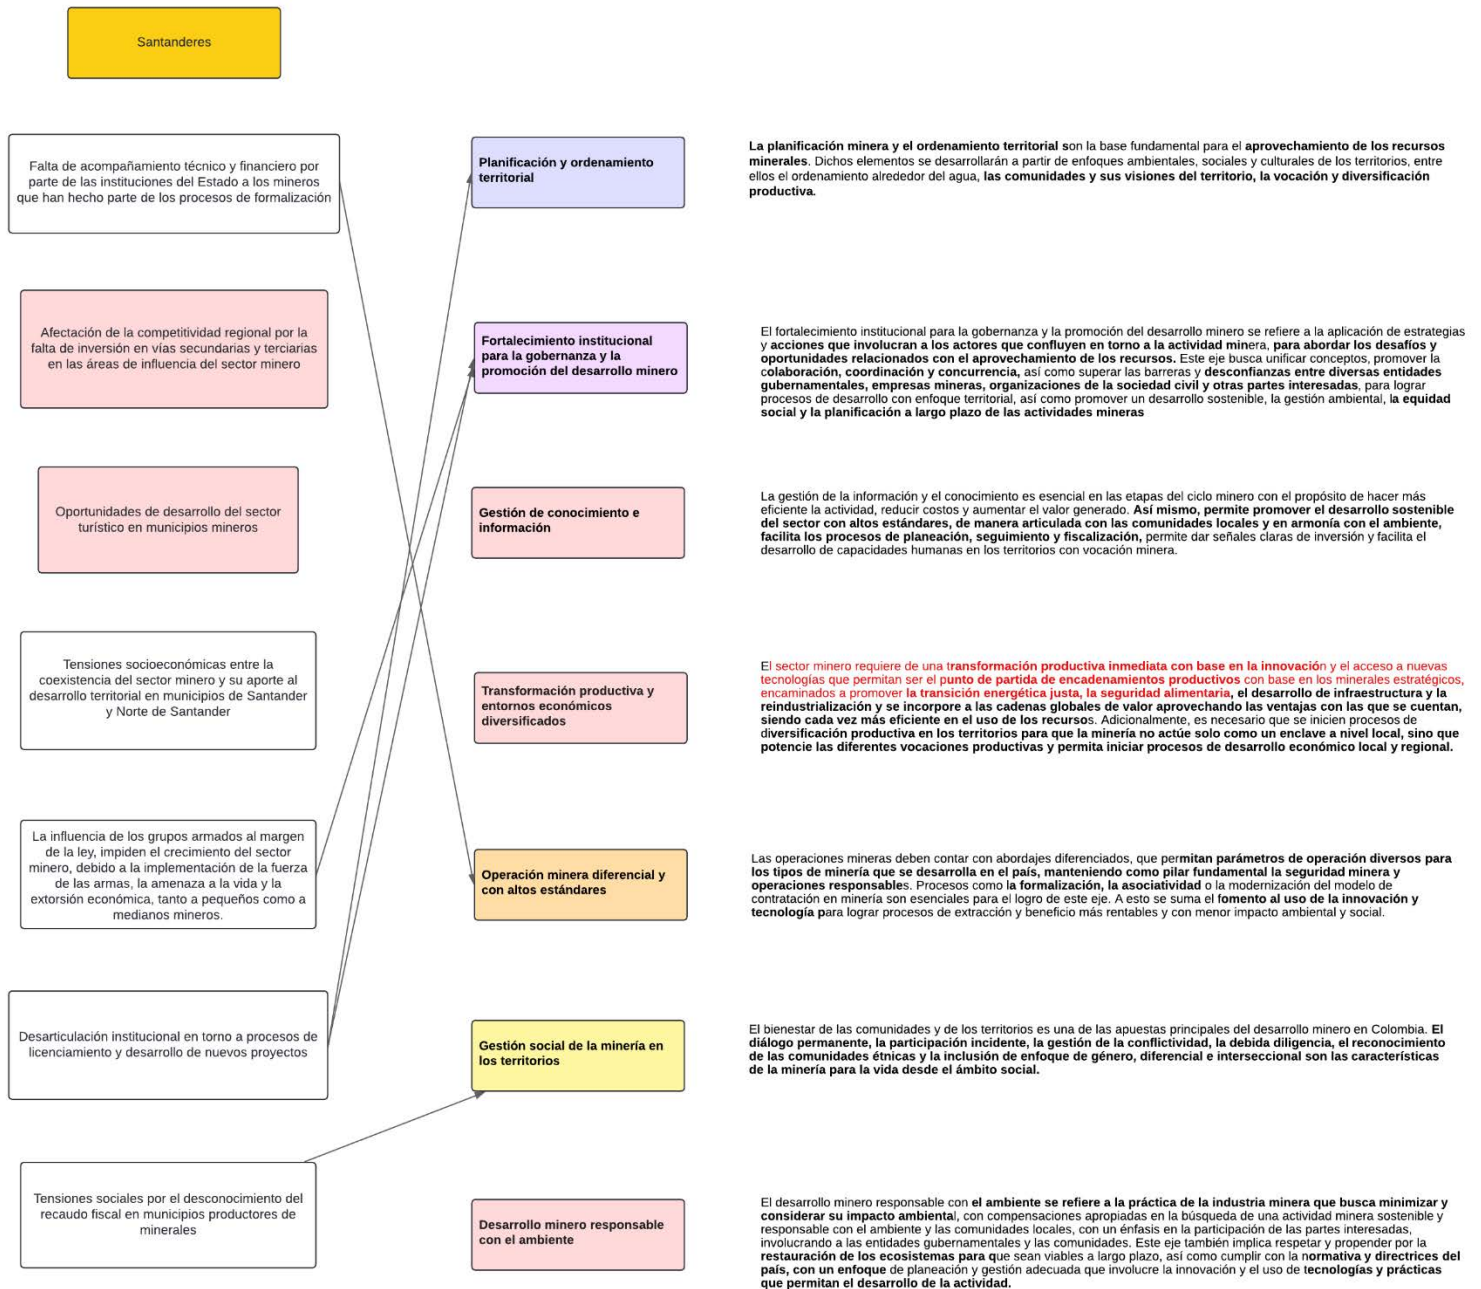 Santanderes
Falta de acompañamiento técnico y financiero por
parte de las instituciones del Estado a los mineros
que han hecho parte de los procesos de formalización
Planificación y ordenamiento
territorial
La planificación minera y el ordenamiento territorial son la base fundamental para el aprovechamiento de los recursos
minerales. Dichos elementos se desarrollarán a partir de enfoques ambientales, sociales y culturales de los territorios, entre
ellos el ordenamiento alrededor del agua, las comunidades y sus visiones del territorio, la vocación y diversificación
productiva.
Afectación de la competitividad regional por la
falta de inversión en vías secundarias y terciarias
en las áreas de influencia del sector minero
Fortalecimiento institucional
para la gobernanza y la
promoción del desarrollo minero
El fortalecimiento institucional para la gobernanza y la promoción del desarrollo minero se refiere a la aplicación de estrategias
y acciones que involucran a los actores que confluyen en torno a la actividad minera, para abordar los desafíos y
oportunidades relacionados con el aprovechamiento de los recursos. Este eje busca unificar conceptos, promover la
colaboración, coordinación y concurrencia, así como superar las barreras y desconfianzas entre diversas entidades
gubernamentales, empresas mineras, organizaciones de la sociedad civil y otras partes interesadas, para lograr
procesos de desarrollo con enfoque territorial, así como promover un desarrollo sostenible, la gestión ambiental, la equidad
social y la planificación a largo plazo de las actividades mineras
Oportunidades de desarrollo del sector
turístico en municipios mineros
Gestión de conocimiento e
información
La gestión de la información y el conocimiento es esencial en las etapas del ciclo minero con el propósito de hacer más
eficiente la actividad, reducir costos y aumentar el valor generado. Así mismo, permite promover el desarrollo sostenible
del sector con altos estándares, de manera articulada con las comunidades locales y en armonía con el ambiente,
facilita los procesos de planeación, seguimiento y fiscalización, permite dar señales claras de inversión y facilita el
desarrollo de capacidades humanas en los territorios con vocación minera.
Tensiones socioeconómicas entre la
coexistencia del sector minero y su aporte al
desarrollo territorial en municipios de Santander
y Norte de Santander
Transformación productiva y
entornos económicos
diversificados
El sector minero requiere de una transformación productiva inmediata con base en la innovación y el acceso a nuevas
tecnologías que permitan ser el punto de partida de encadenamientos productivos con base en los minerales estratégicos,
encaminados a promover la transición energética justa, la seguridad alimentaria, el desarrollo de infraestructura y la
reindustrialización y se incorpore a las cadenas globales de valor aprovechando las ventajas con las que se cuentan,
siendo cada vez más eficiente en el uso de los recursos. Adicionalmente, es necesario que se inicien procesos de
diversificación productiva en los territorios para que la minería no actúe solo como un enclave a nivel local, sino que
potencie las diferentes vocaciones productivas y permita iniciar procesos de desarrollo económico local y regional.
La influencia de los grupos armados al margen
de la ley, impiden el crecimiento del sector
minero, debido a la implementación de la fuerza
de las armas, la amenaza a la vida y la
extorsión económica, tanto a pequeños como a
medianos mineros.
Operación minera diferencial y
con altos estándares
Las operaciones mineras deben contar con abordajes diferenciados, que permitan parámetros de operación diversos para
los tipos de minería que se desarrolla en el país, manteniendo como pilar fundamental la seguridad minera y
operaciones responsables. Procesos como la formalización, la asociatividad o la modernización del modelo de
contratación en minería son esenciales para el logro de este eje. A esto se suma el fomento al uso de la innovación y
tecnología para lograr procesos de extracción y beneficio más rentables y con menor impacto ambiental y social.
Desarticulación institucional en torno a procesos de
licenciamiento y desarrollo de nuevos proyectos
Gestión social de la minería en
los territorios
El bienestar de las comunidades y de los territorios es una de las apuestas principales del desarrollo minero en Colombia. El
diálogo permanente, la participación incidente, la gestión de la conflictividad, la debida diligencia, el reconocimiento
de las comunidades étnicas y la inclusión de enfoque de género, diferencial e interseccional son las características
de la minería para la vida desde el ámbito social.
Tensiones sociales por el desconocimiento del
recaudo fiscal en municipios productores de
minerales
Desarrollo minero responsable
con el ambiente
El desarrollo minero responsable con el ambiente se refiere a la práctica de la industria minera que busca minimizar y
considerar su impacto ambiental, con compensaciones apropiadas en la búsqueda de una actividad minera sostenible y
responsable con el ambiente y las comunidades locales, con un énfasis en la participación de las partes interesadas,
involucrando a las entidades gubernamentales y las comunidades. Este eje también implica respetar y propender por la
restauración de los ecosistemas para que sean viables a largo plazo, así como cumplir con la normativa y directrices del
país, con un enfoque de planeación y gestión adecuada que involucre la innovación y el uso de tecnologías y prácticas
que permitan el desarrollo de la actividad.